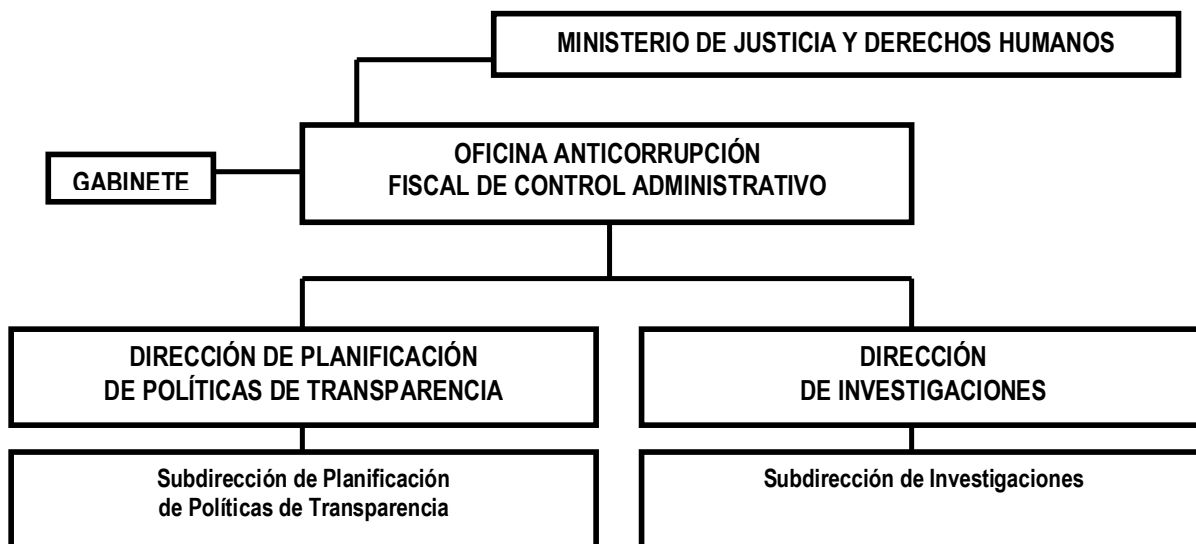 MINISTERIO DE JUSTICIA Y DERECHOS HUMANOS
OFICINA ANTICORRUPCIÓN
FISCAL DE CONTROL ADMINISTRATIVO
GABINETE
DIRECCIÓN DE PLANIFICACIÓN
DE POLÍTICAS DE TRANSPARENCIA
DIRECCIÓN
DE INVESTIGACIONES
Subdirección de Planificación
de Políticas de Transparencia
Subdirección de Investigaciones